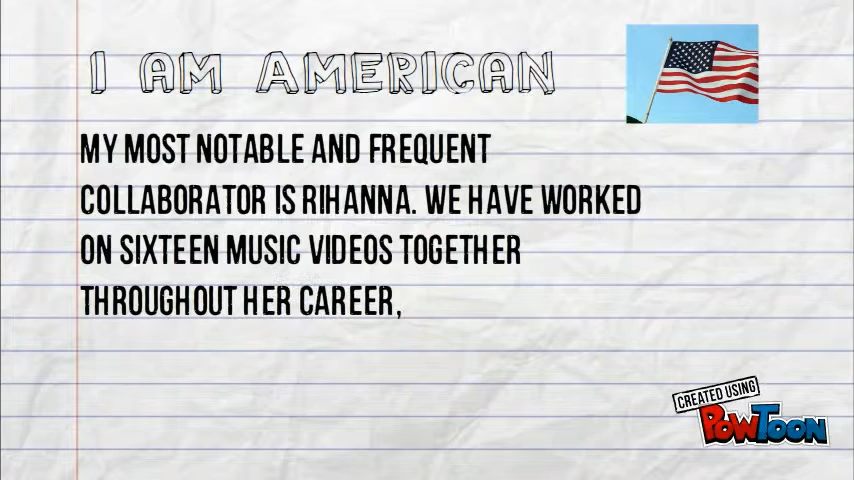 I AM AMERICAN
MY MOST NOTABLE AND FREQUENT
COLLABORATOR IS RIHANNA. WE HAVE WORKED
ON SIXTEEN MUSIC VIDEOS TOGETHER
THROUGHOUT HER CAREER,
CREATED USING
POWTOON